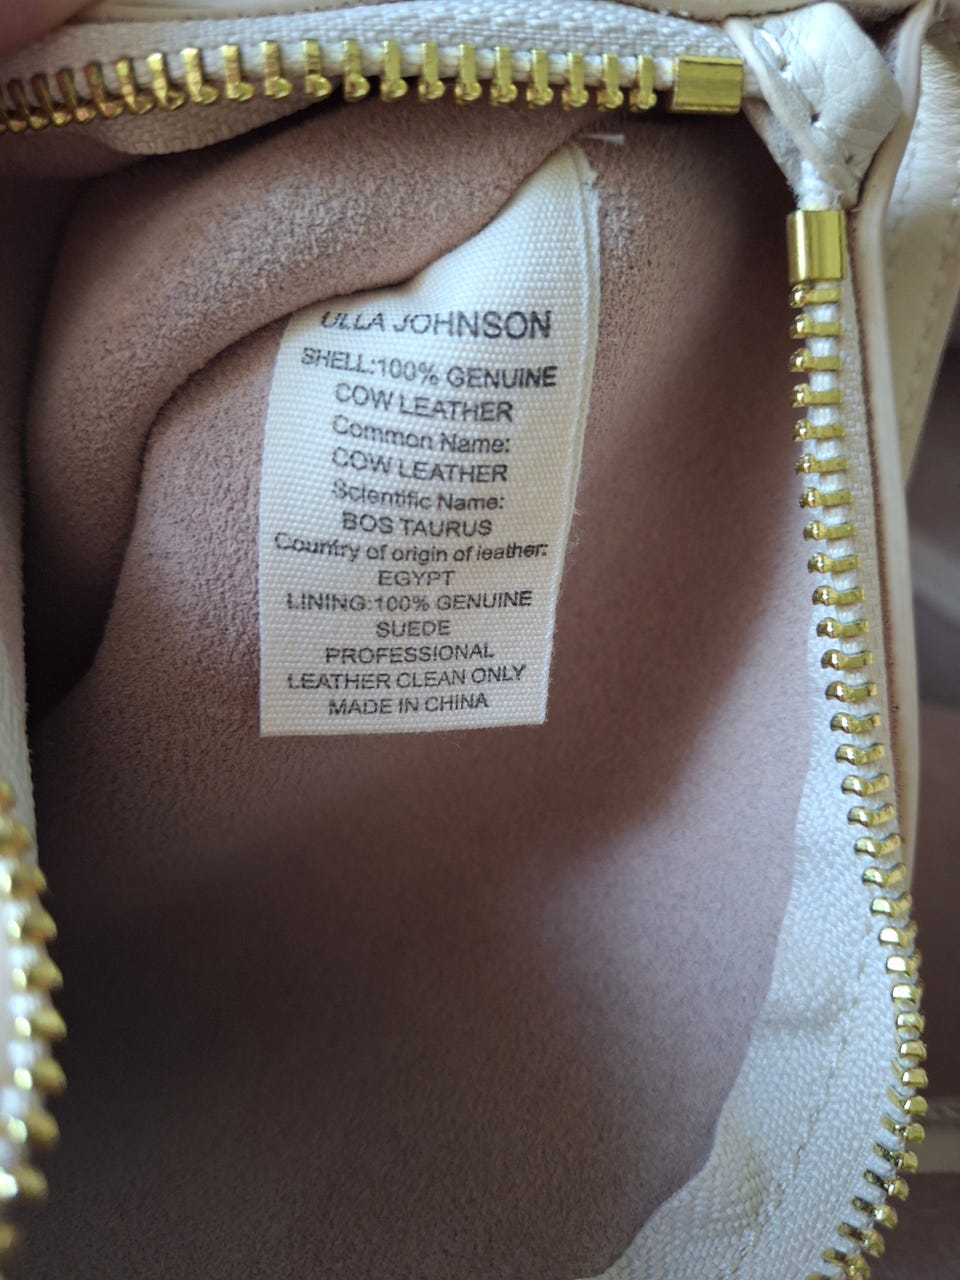 ULLA JOHNSON
SHELL:100% GENUINE
COW LEATHER
Common Name:
COW LEATHER
Scientific Name:
BOS TAURUS
Country of origin of leather:
EGYPT
LINING:100% GENUINE
SUEDE
PROFESSIONAL
LEATHER CLEAN ONLY
MADE IN CHINA